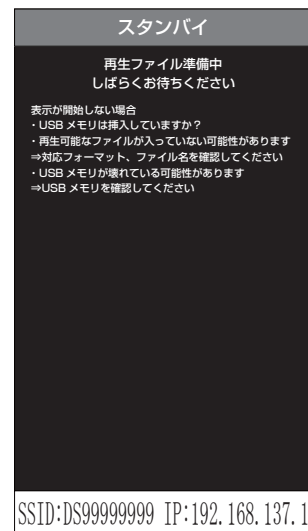 スタンバイ
再生ファイル準備中
しばらくお待ちください
表示が開始しない場合
・USB メモリは挿入していますか？
・再生可能なファイルが入っていない可能性があります
⇒対応フォーマット、ファイル名を確認してください
・USB メモリが壊れている可能性があります
⇒USB メモリを確認してください
SSID:DS99999999 IP:192.168.137.1